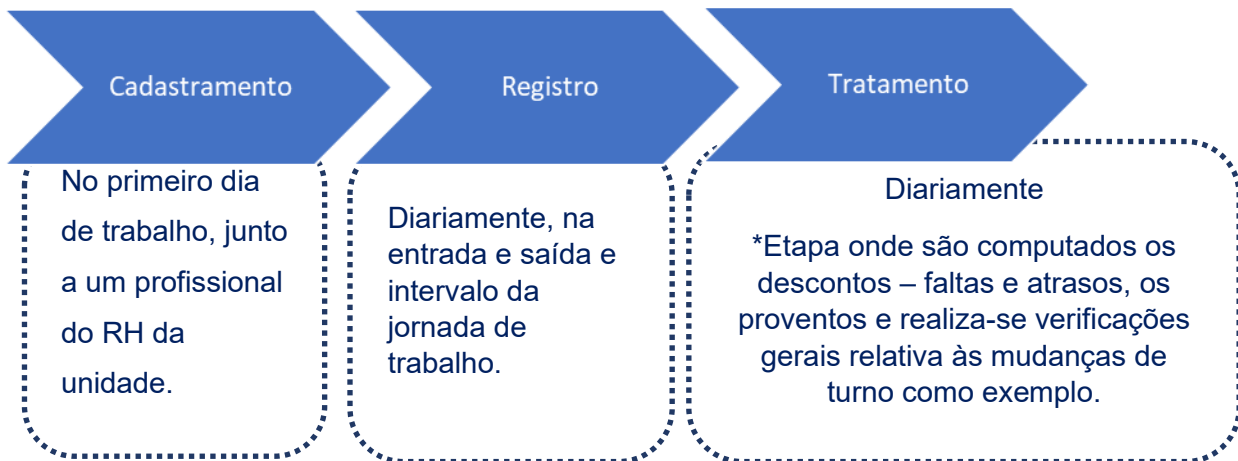 Cadastramento
No primeiro dia
de trabalho, junto
a um profissional
do RH da
unidade.
Registro
Diariamente, na
entrada e saída e
intervalo da
jornada de
trabalho.
Tratamento
Diariamente
*Etapa onde são computados os
descontos – faltas e atrasos, os
proventos e realiza-se verificações
gerais relativa às mudanças de
turno como exemplo.